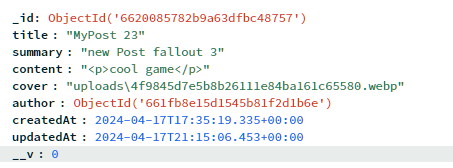 _id: ObjectId('6620085782b9a63dfbc48757')
title: "MyPost 23"
summary: "new Post fallout 3"
content: "<p>cool game</p>"
cover: "uploads\4f9845d7e5b8b26111e84ba161c65580.webp"
author: ObjectId('661fb8e15d1545b81f2d1b6e')
createdAt: 2024-04-17T17:35:19.335+00:00
updatedAt: 2024-04-17T21:15:06.453+00:00
__v: 0